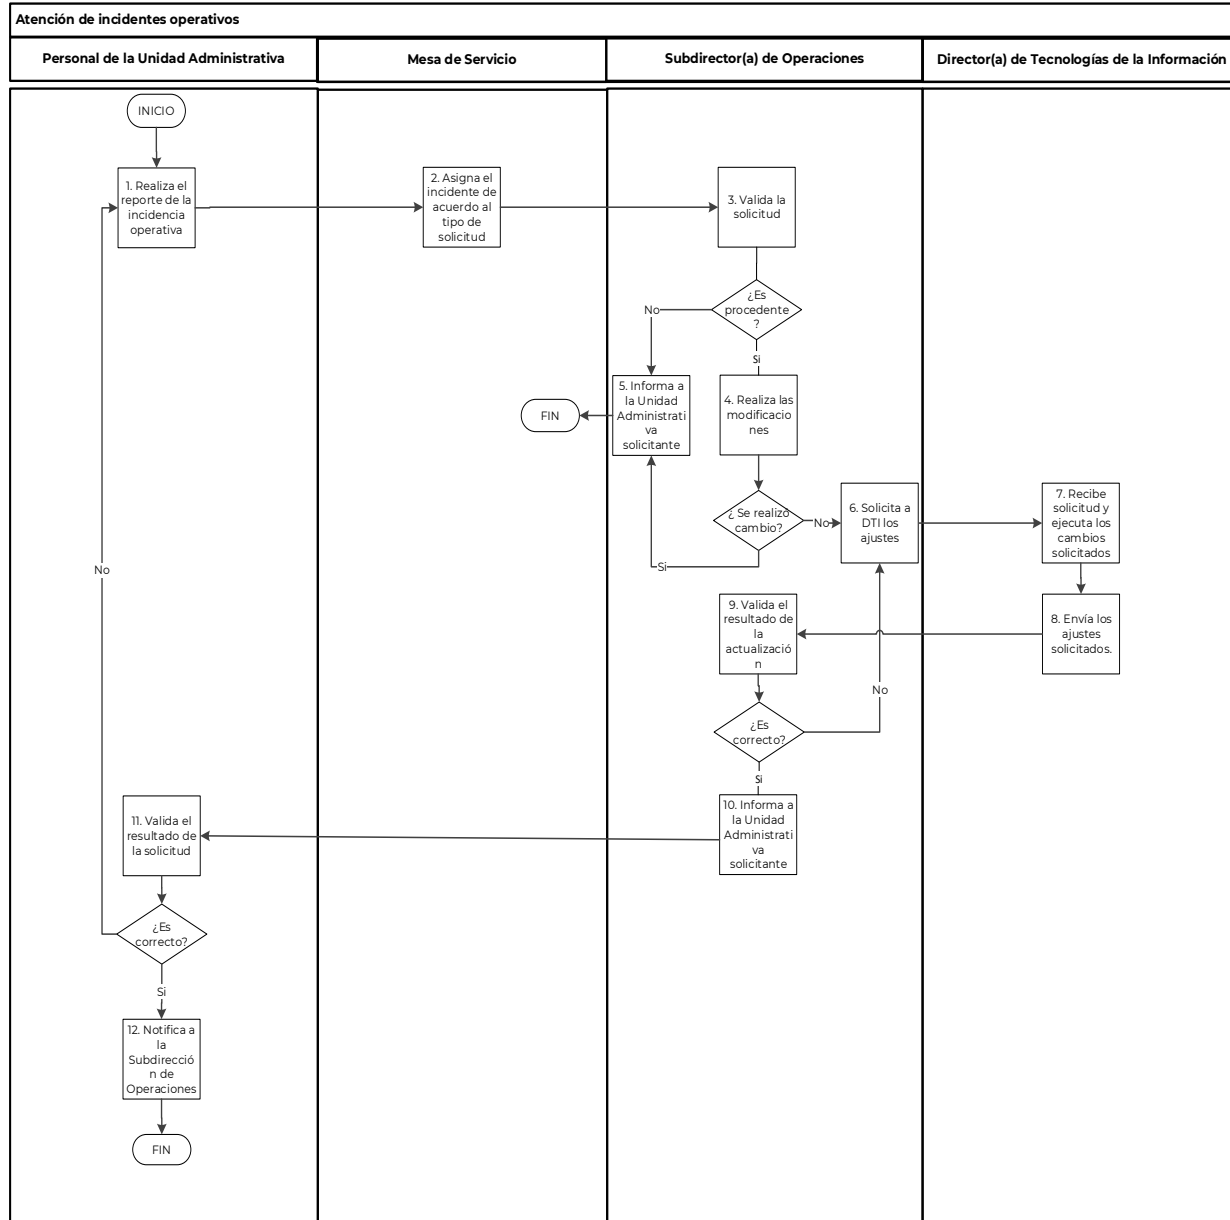 Atención de incidentes operativos
Personal de la Unidad Administrativa
Mesa de Servicio
Subdirector(a) de Operaciones
Director(a) de Tecnologías de la Información
INICIO
1. Realiza el
reporte de la
incidencia
operativa
2. Asigna el
incidente de
acuerdo al
tipo de
solicitud
3. Valida la
solicitud
¿Es
procedente
?
No
Si
5. Informa a
la Unidad
Administrati
va
solicitante
FIN
4. Realiza las
modificacio
nes
¿ Se realizó
cambio?
No
Si
6. Solicita a
DTI los
ajustes
7. Recibe
solicitud y
ejecuta los
cambios
solicitados
8. Envía los
ajustes
solicitados.
9. Valida el
resultado de
la
actualizació
n
¿Es
correcto?
No
Si
10. Informa a
la Unidad
Administrati
va
solicitante
11. Valida el
resultado de
la solicitud
¿Es
correcto?
No
Si
12. Notifica a
la
Subdirecció
n de
Operaciones
FIN